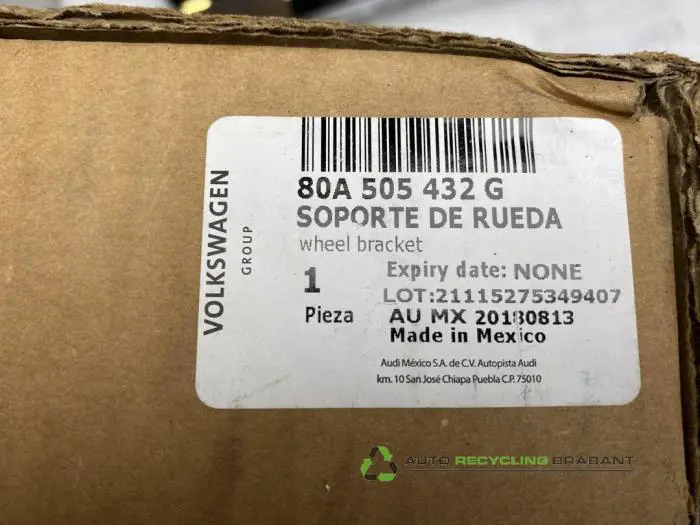 VOLKSWAGEN
GROUP
80A 505 432 G
SOPORTE DE RUEDA
wheel bracket
1 Expiry date: NONE
LOT:21115275349407
Pieza AU MX 20180813
Made in Mexico
Audi México S.A. de C.V. Autopista Audi
km. 10 San José Chiapa Puebla C.P. 75010
AUTO RECYCLING BRABANT